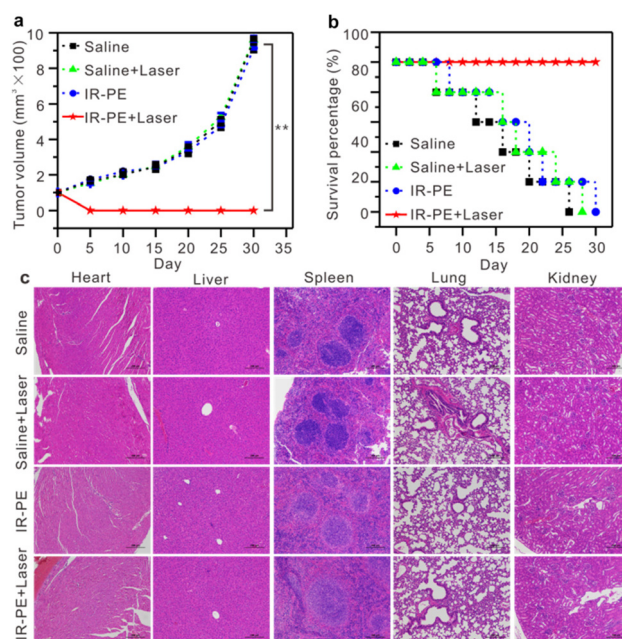 a
Tumor volume (mm³ ×100)
10
8
6
4
2
0
Saline
Saline+Laser
IR-PE
IR-PE+Laser
**
0 5 10 15 20 25 30 35
Day
b
Survival percentage (%)
100
80
60
40
20
0
Saline
Saline+Laser
IR-PE
IR-PE+Laser
0 5 10 15 20 25 30
Day
c
Heart Liver Spleen Lung Kidney
Saline
Saline+Laser
IR-PE
IR-PE+Laser